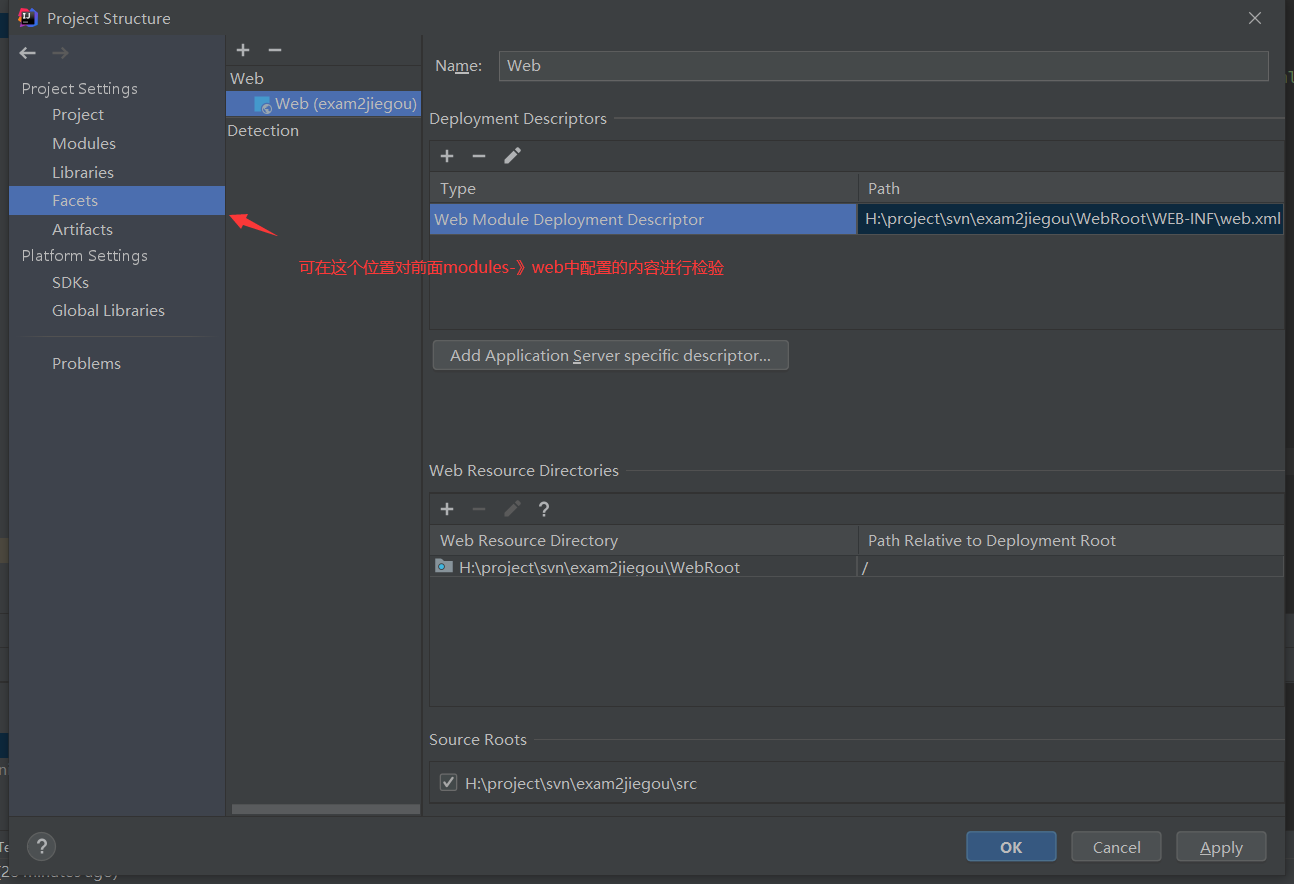 Project Structure
Project Settings
Project
Modules
Libraries
Facets
Artifacts
Platform Settings
SDKs
Global Libraries
Problems
Web
Web (exam2jiegou)
Detection
Name: Web
Deployment Descriptors
Type Path
Web Module Deployment Descriptor H:\project\svn\exam2jiegou\WebRoot\WEB-INF\web.xml
可在这个位置对前面modules-》web中配置的内容进行检验
Add Application Server specific descriptor...
Web Resource Directories
?
Web Resource Directory Path Relative to Deployment Root
H:\project\svn\exam2jiegou\WebRoot /
Source Roots
H:\project\svn\exam2jiegou\src
? OK Cancel Apply